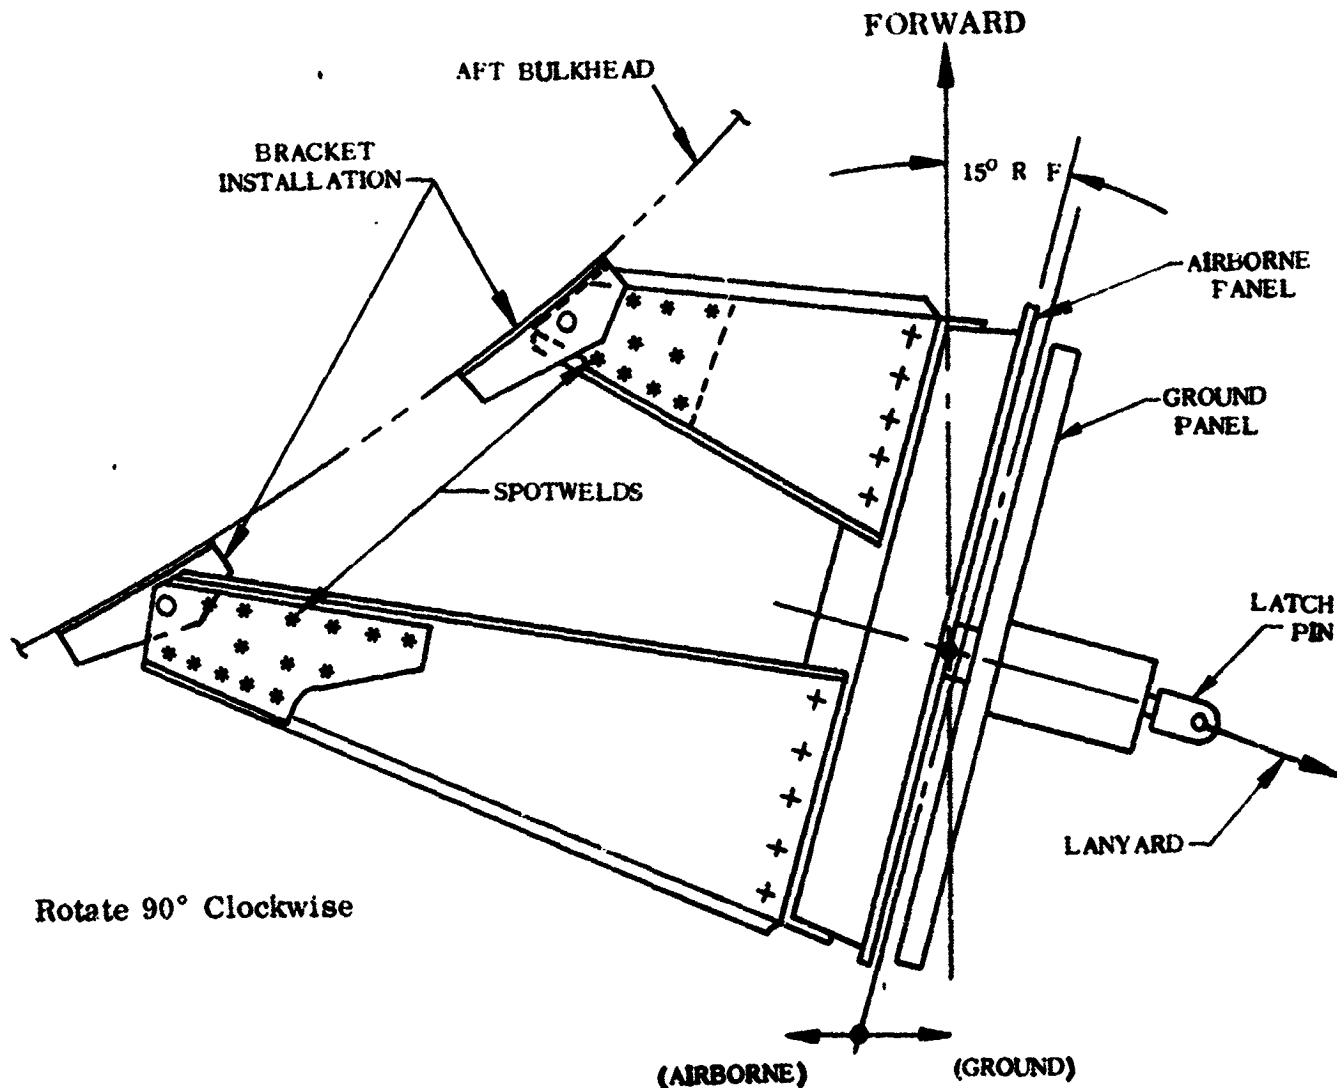 FORWARD
AFT BULKHEAD
BRACKET
INSTALLATION
15° R F
AIRBORNE
PANEL
GROUND
PANEL
SPOTWELDS
LATCH
PIN
LANYARD
Rotate 90° Clockwise
(AIRBORNE)
(GROUND)